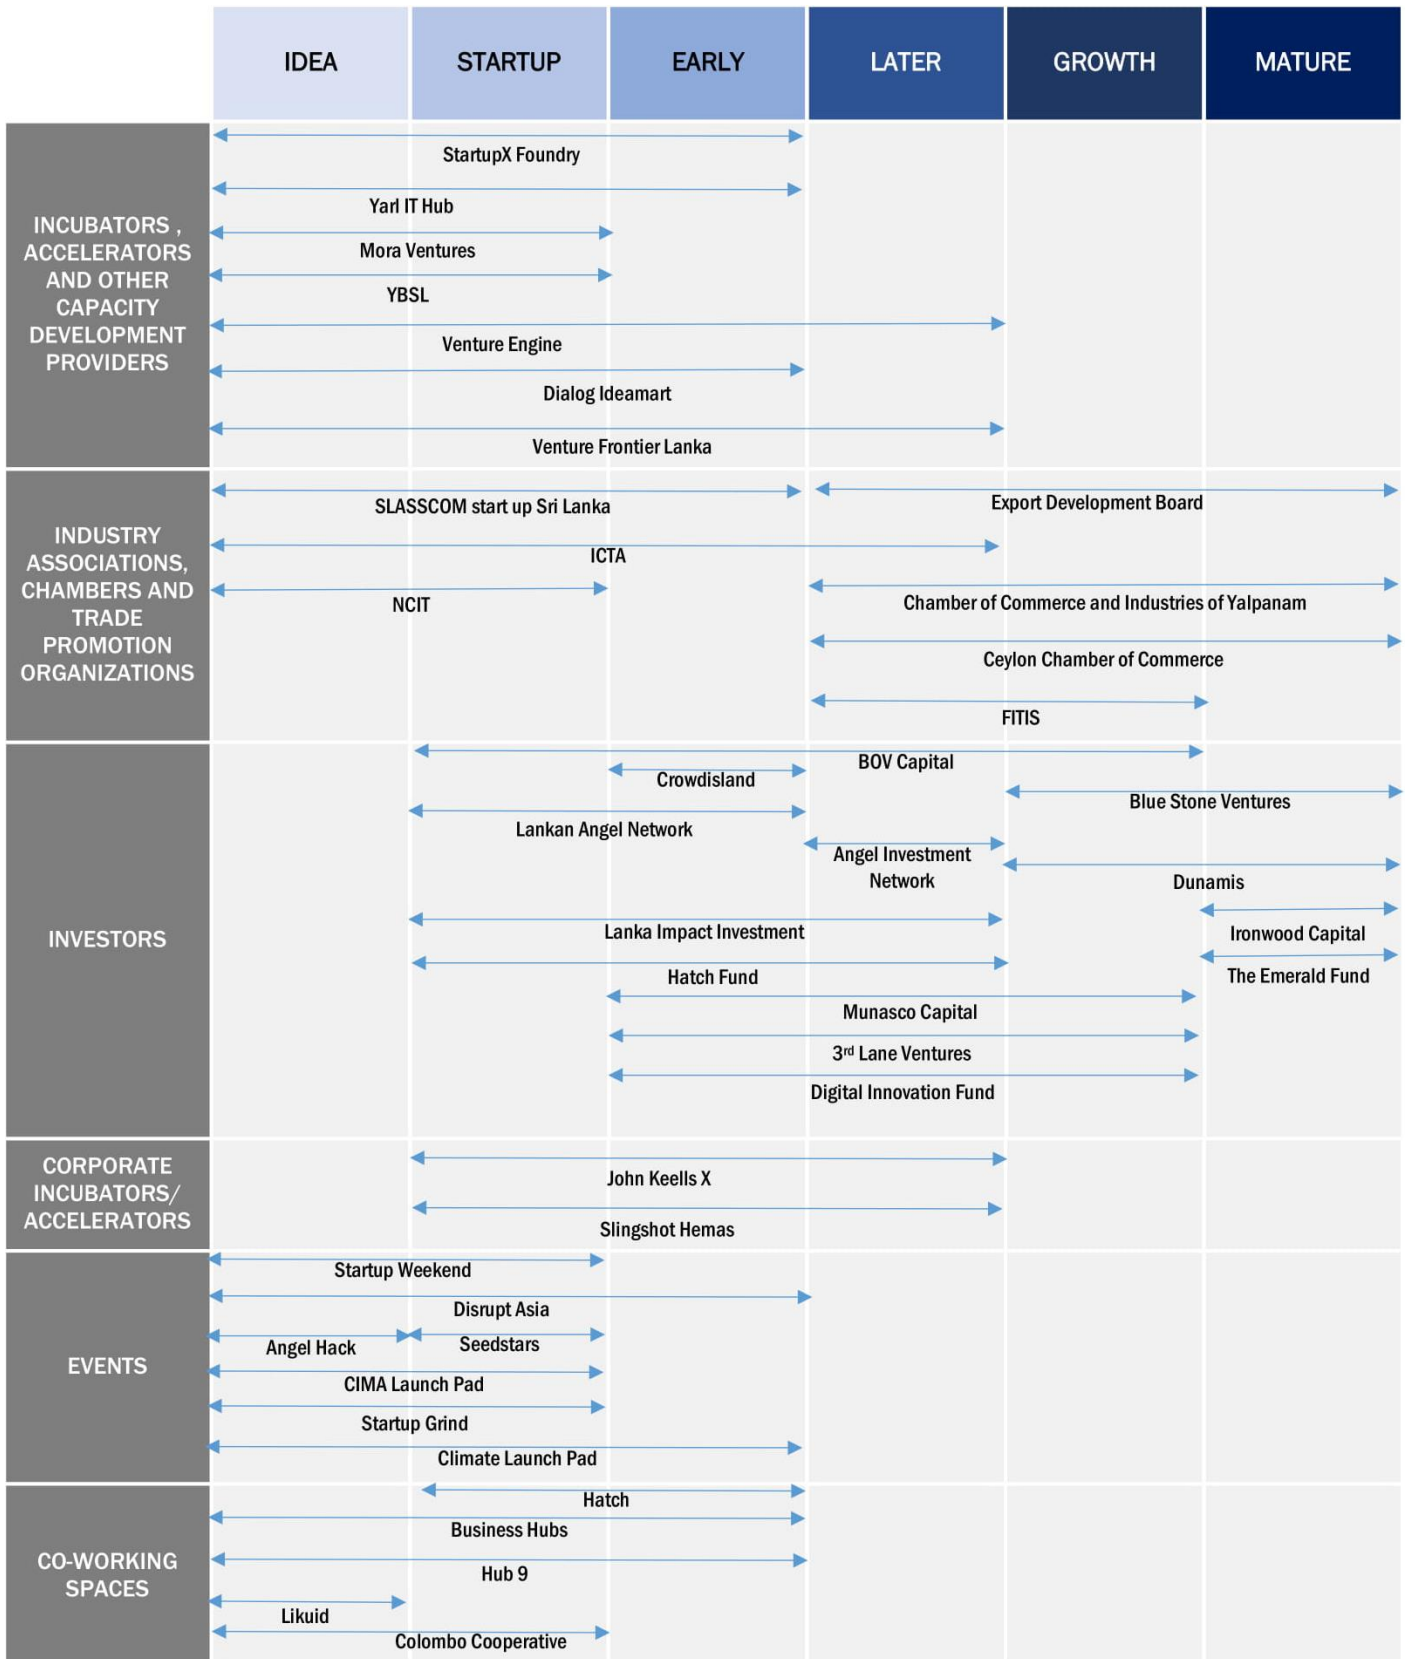 IDEA
STARTUP
EARLY
LATER
GROWTH
MATURE
INCUBATORS ,
ACCELERATORS
AND OTHER
CAPACITY
DEVELOPMENT
PROVIDERS
StartupX Foundry
Yarl IT Hub
Mora Ventures
YBSL
Venture Engine
Dialog Ideamart
Venture Frontier Lanka
INDUSTRY
ASSOCIATIONS,
CHAMBERS AND
TRADE
PROMOTION
ORGANIZATIONS
SLASSCOM start up Sri Lanka
Export Development Board
ICTA
NCIT
Chamber of Commerce and Industries of Yalpanam
Ceylon Chamber of Commerce
FITIS
INVESTORS
BOV Capital
Crowdisland
Blue Stone Ventures
Lankan Angel Network
Angel Investment
Network
Dunamis
Lanka Impact Investment
Ironwood Capital
Hatch Fund
The Emerald Fund
Munasco Capital
3rd Lane Ventures
Digital Innovation Fund
CORPORATE
INCUBATORS/
ACCELERATORS
John Keells X
Slingshot Hemas
EVENTS
Startup Weekend
Disrupt Asia
Angel Hack
Seedstars
CIMA Launch Pad
Startup Grind
Climate Launch Pad
CO-WORKING
SPACES
Hatch
Business Hubs
Hub 9
Likuid
Colombo Cooperative